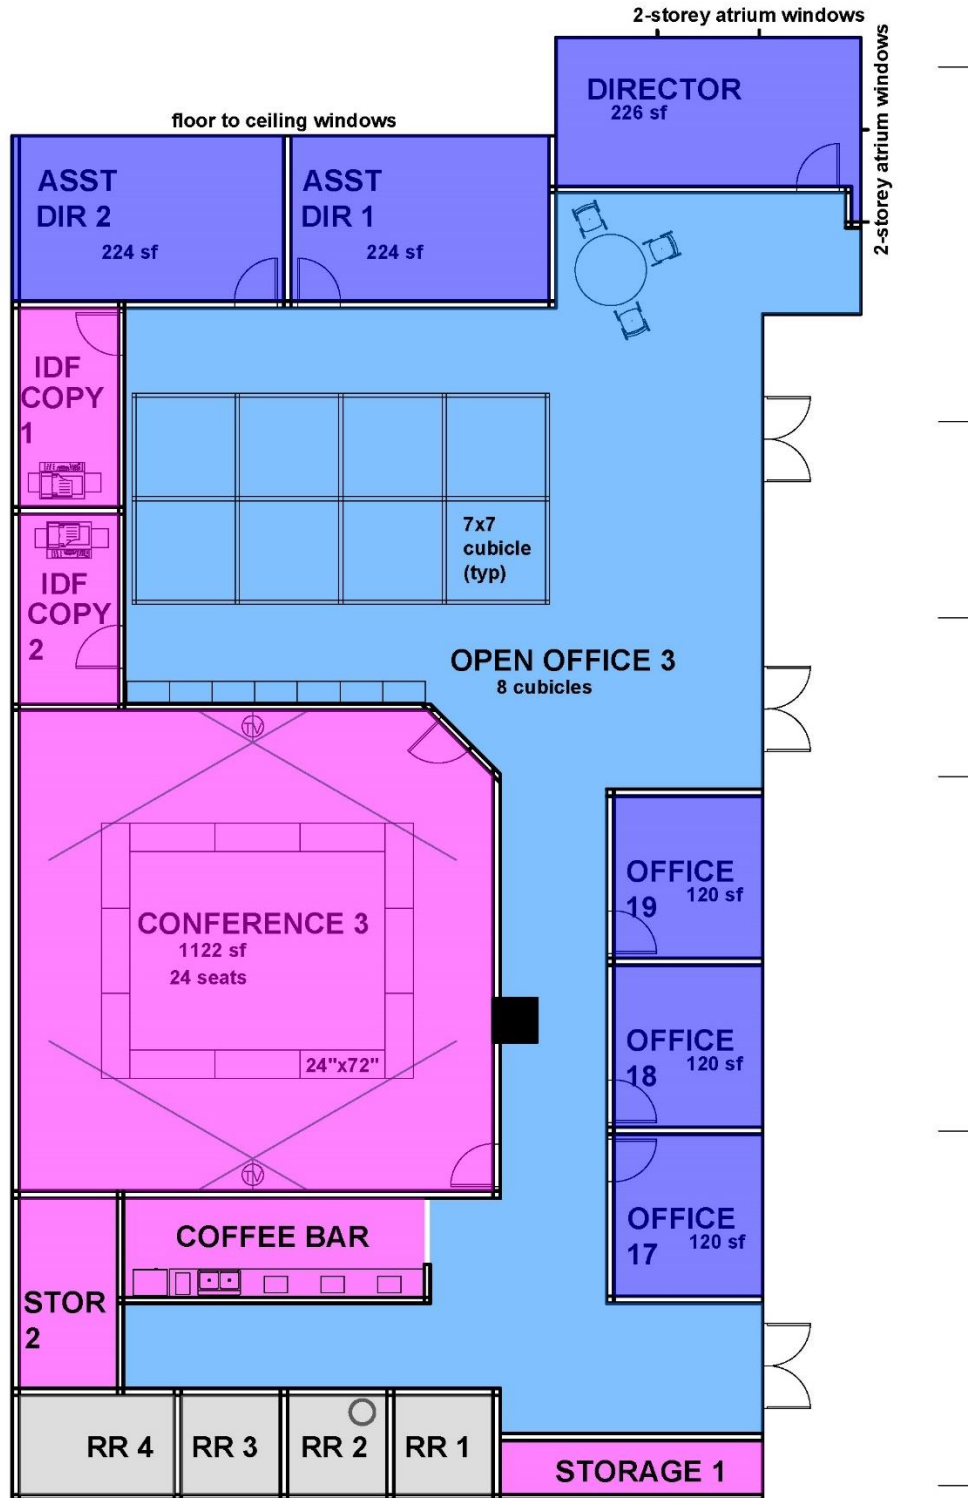 2-storey atrium windows
2-storey atrium windows
DIRECTOR
226 sf
floor to ceiling windows
ASST
DIR 2
224 sf
ASST
DIR 1
224 sf
IDF
COPY
1
IDF
COPY
2
7x7
cubicle
(typ)
OPEN OFFICE 3
8 cubicles
TV
CONFERENCE 3
1122 sf
24 seats
24"x72"
TV
OFFICE
19
120 sf
OFFICE
18
120 sf
OFFICE
17
120 sf
COFFEE BAR
STOR
2
RR 4
RR 3
RR 2
RR 1
STORAGE 1